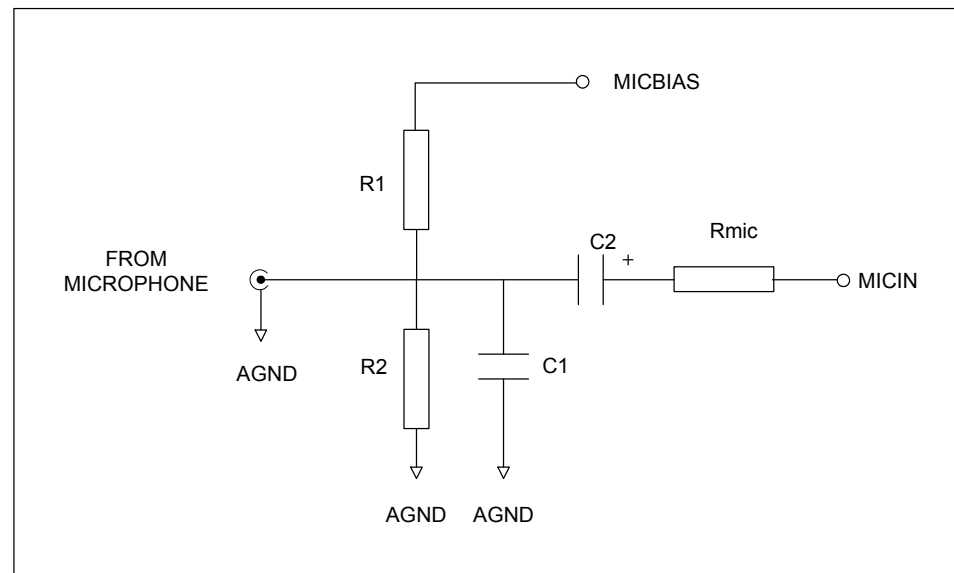 MICBIAS
R1
C2
+
Rmic
FROM
MICROPHONE
MICIN
AGND
R2
C1
AGND
AGND